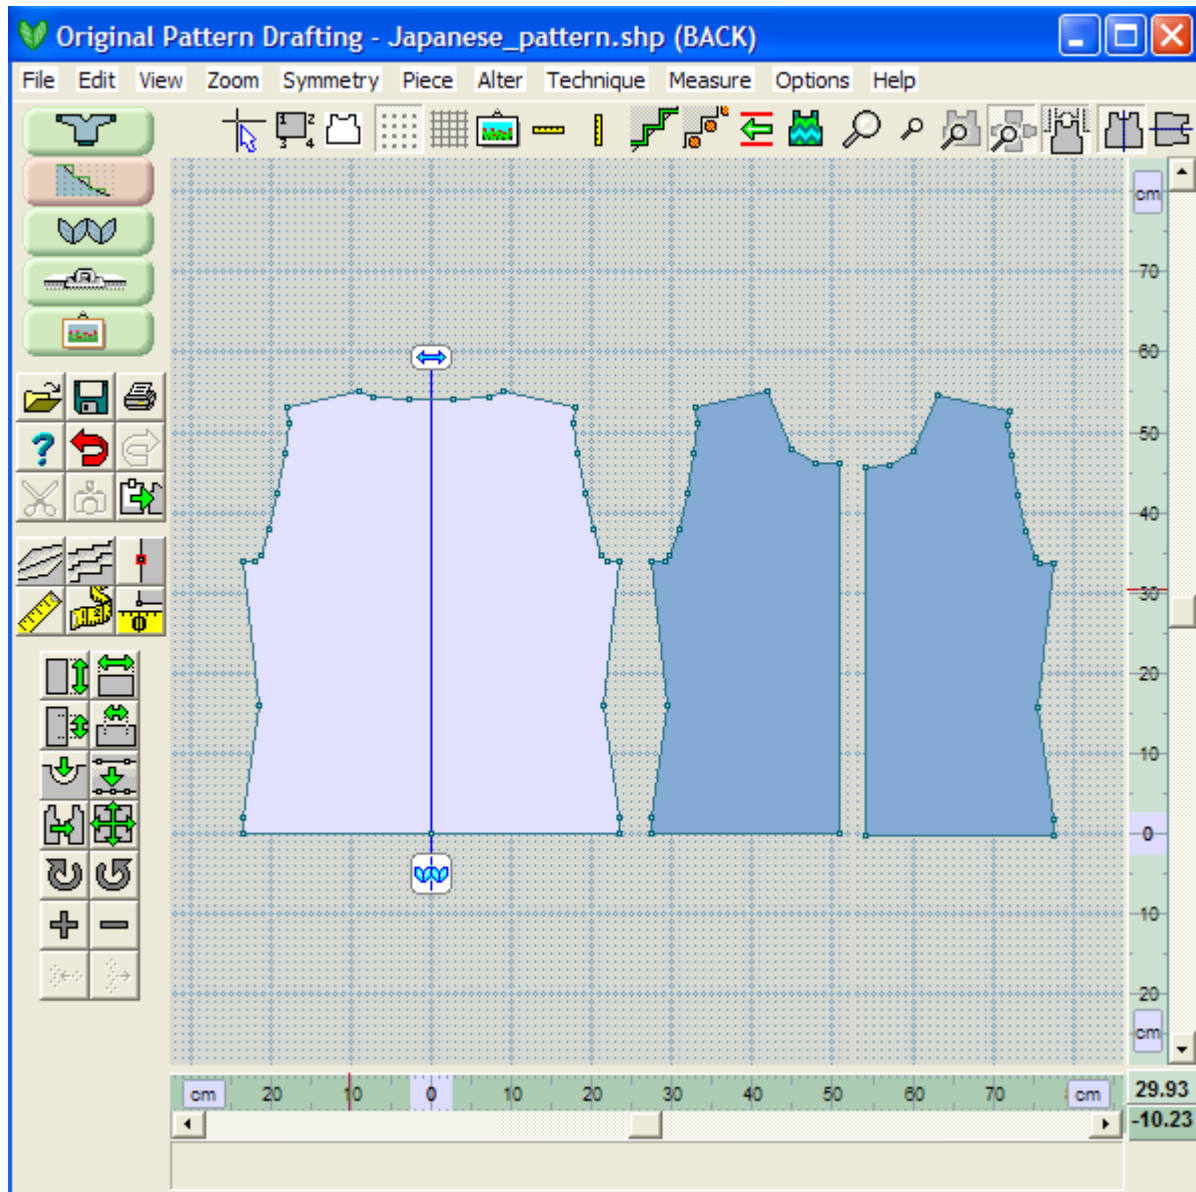 Original Pattern Drafting - Japanese_pattern.shp (BACK)
File Edit View Zoom Symmetry Piece Alter Technique Measure Options Help
cm
70
60
50
40
30
20
10
0
10
20
cm
cm 20 10 0 10 20 30 40 50 60 70 cm
29.93
-10.23